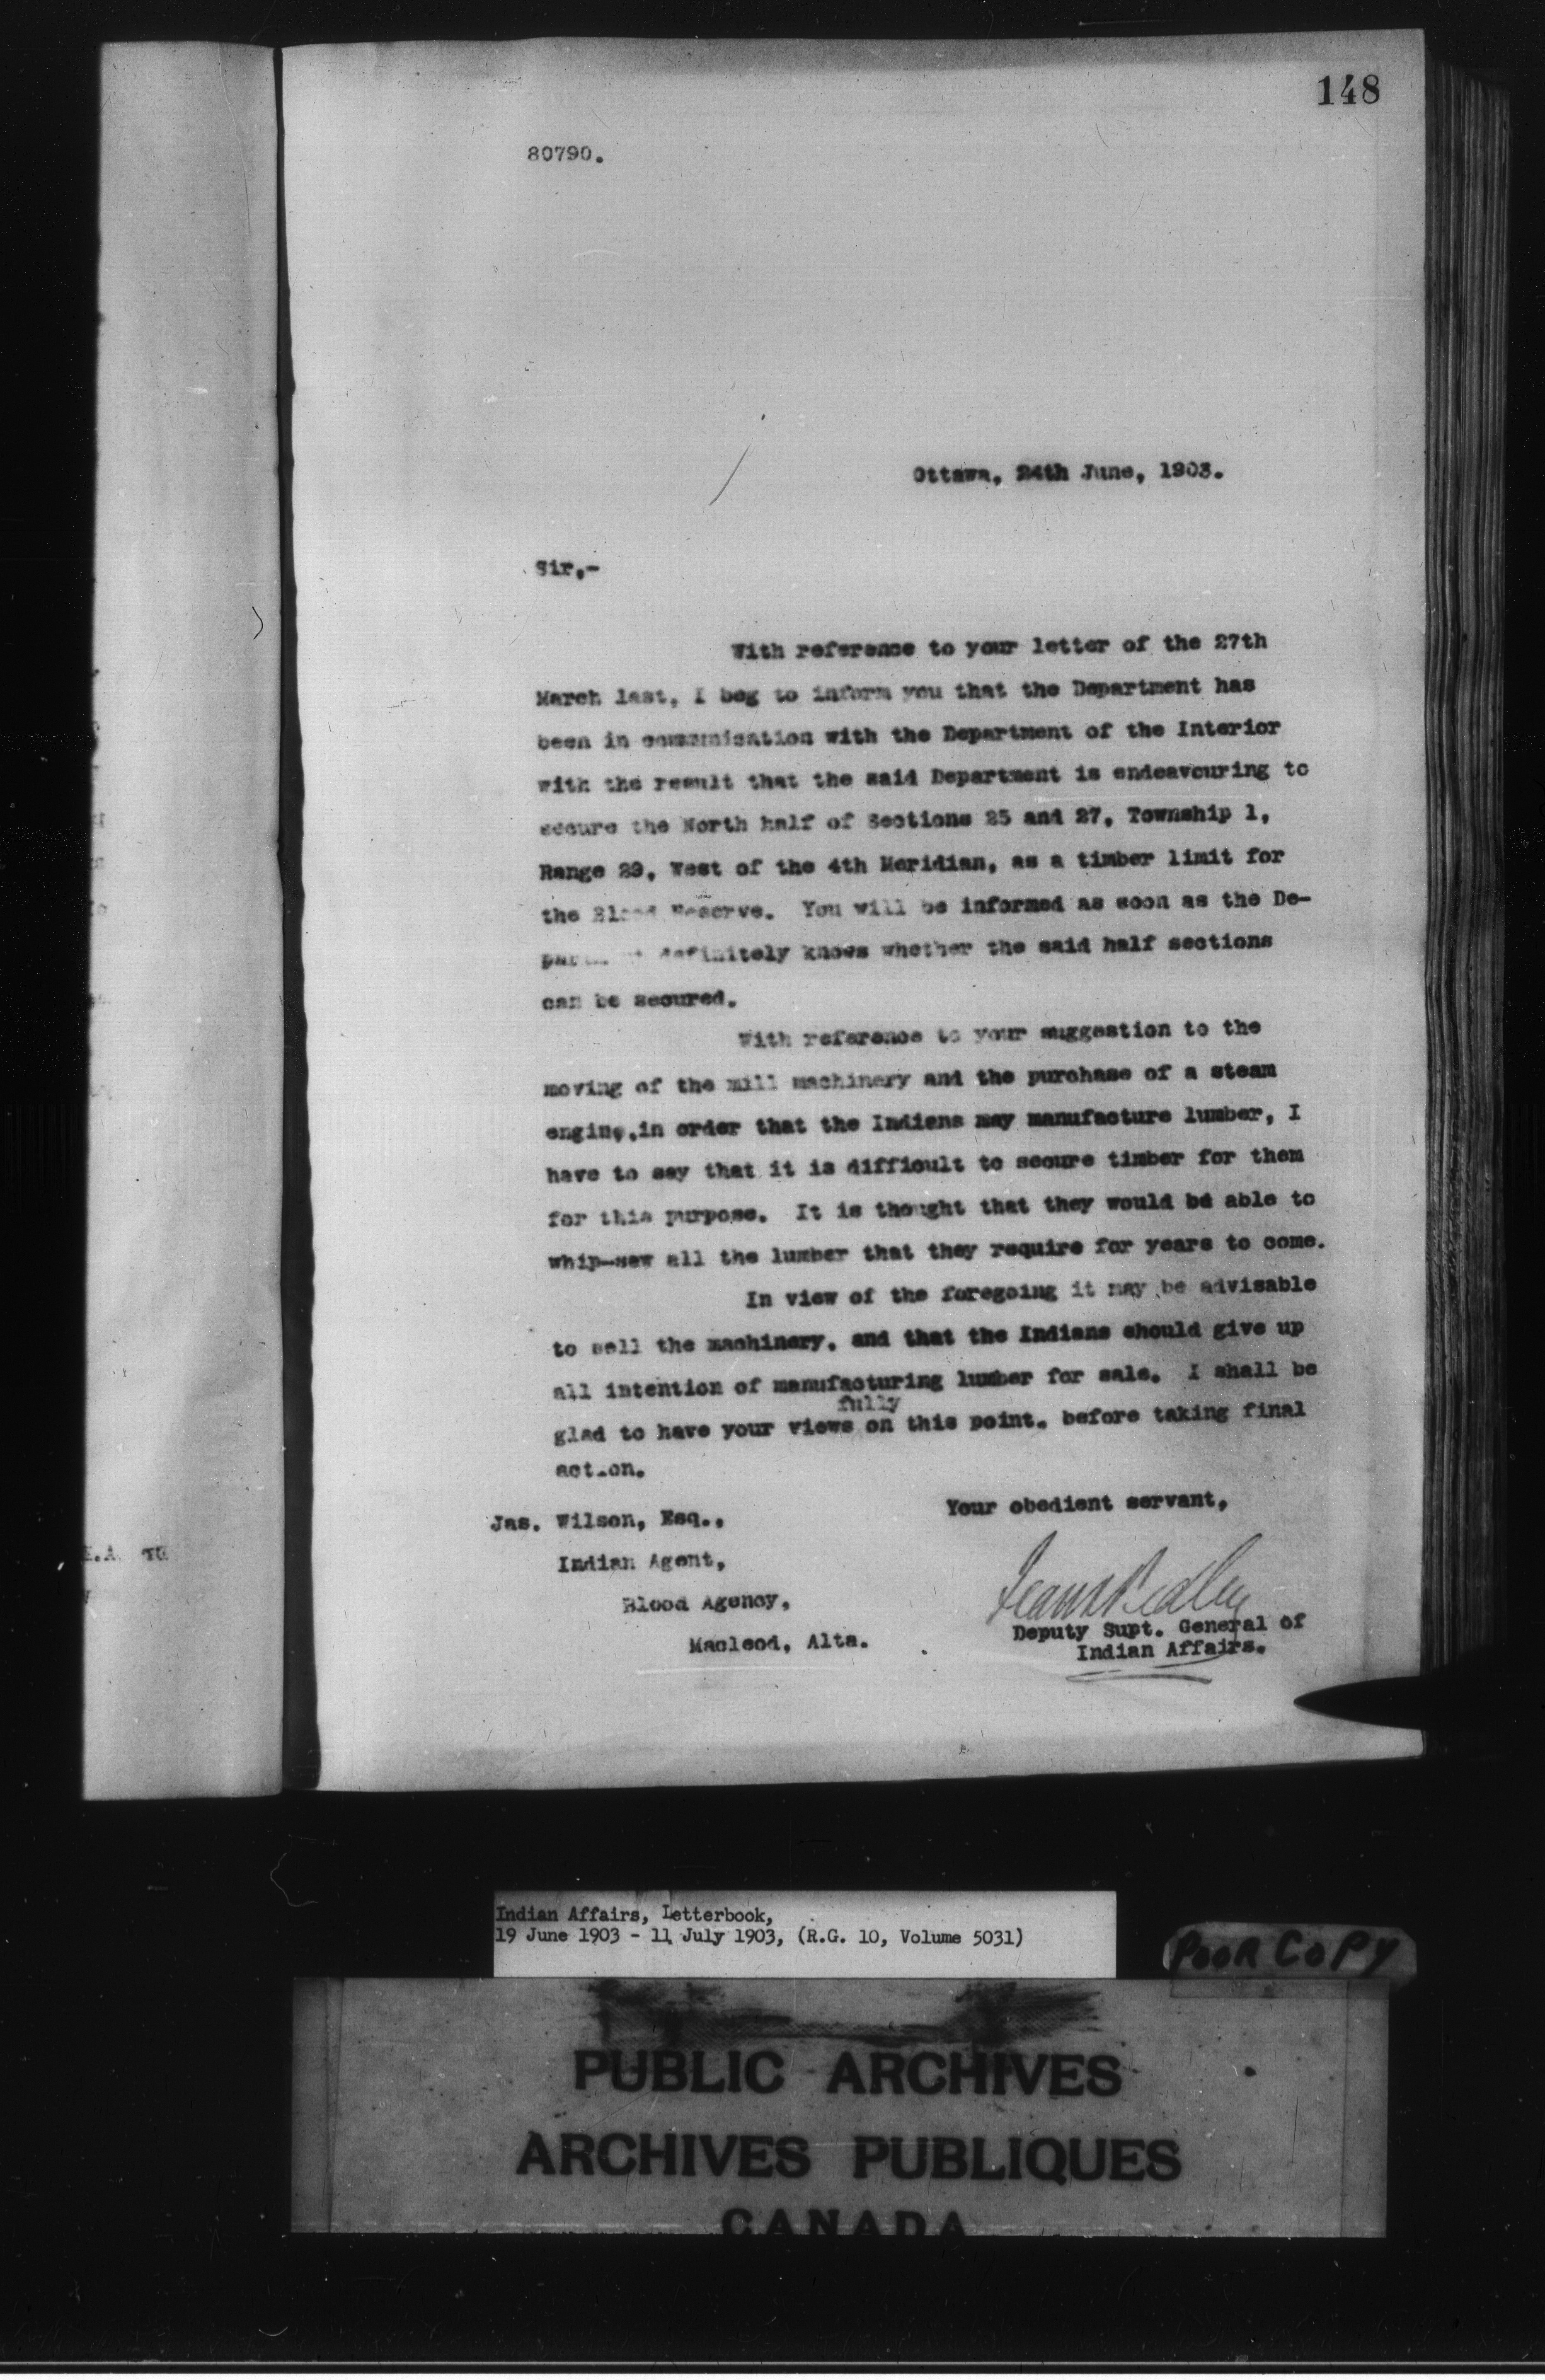 148
80790.
Ottawa, 24th June, 1903.
Sir,-
With reference to your letter of the 27th
March last, I beg to inform you that the Department has
been in communication with the Department of the Interior
with the result that the said Department is endeavouring to
secure the North half of Sections 25 and 27, Township 1,
Range 29, West of the 4th Meridian, as a timber limit for
the Blood Reserve. You will be informed as soon as the De-
partment definitely knows whether the said half sections
can be secured.
With reference to your suggestion to the
moving of the mill machinery and the purchase of a steam
engine, in order that the Indians may manufacture lumber, I
have to say that it is difficult to secure timber for them
for this purpose. It is thought that they would be able to
whip-saw all the lumber that they require for years to come.
In view of the foregoing it may be advisable
to sell the machinery, and that the Indians should give up
all intention of manufacturing lumber for sale. I shall be
fully
glad to have your views on this point. before taking final
action.
Your obedient servant,
Jas. Wilson, Esq.,
Indian Agent,
Blood Agency,
Macleod, Alta.
Frank Pedley
Deputy Supt. General of
Indian Affairs.
Indian Affairs, Letterbook,
19 June 1903 - 11 July 1903, (R.G. 10, Volume 5031)
POOR COPY
PUBLIC ARCHIVES
ARCHIVES PUBLIQUES
CANADA